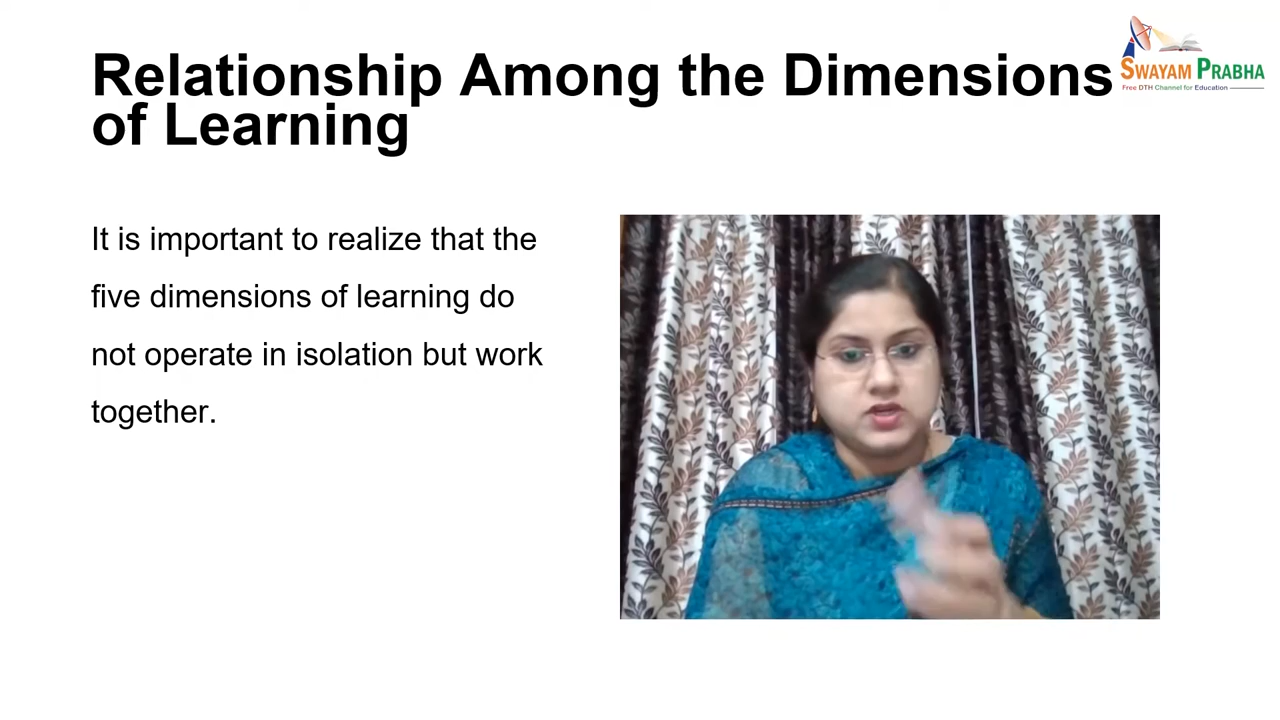 Relationship Among the Dimensions
of Learning
SWAYAM PRABHA
Free DTH Channel for Education
It is important to realize that the
five dimensions of learning do
not operate in isolation but work
together.